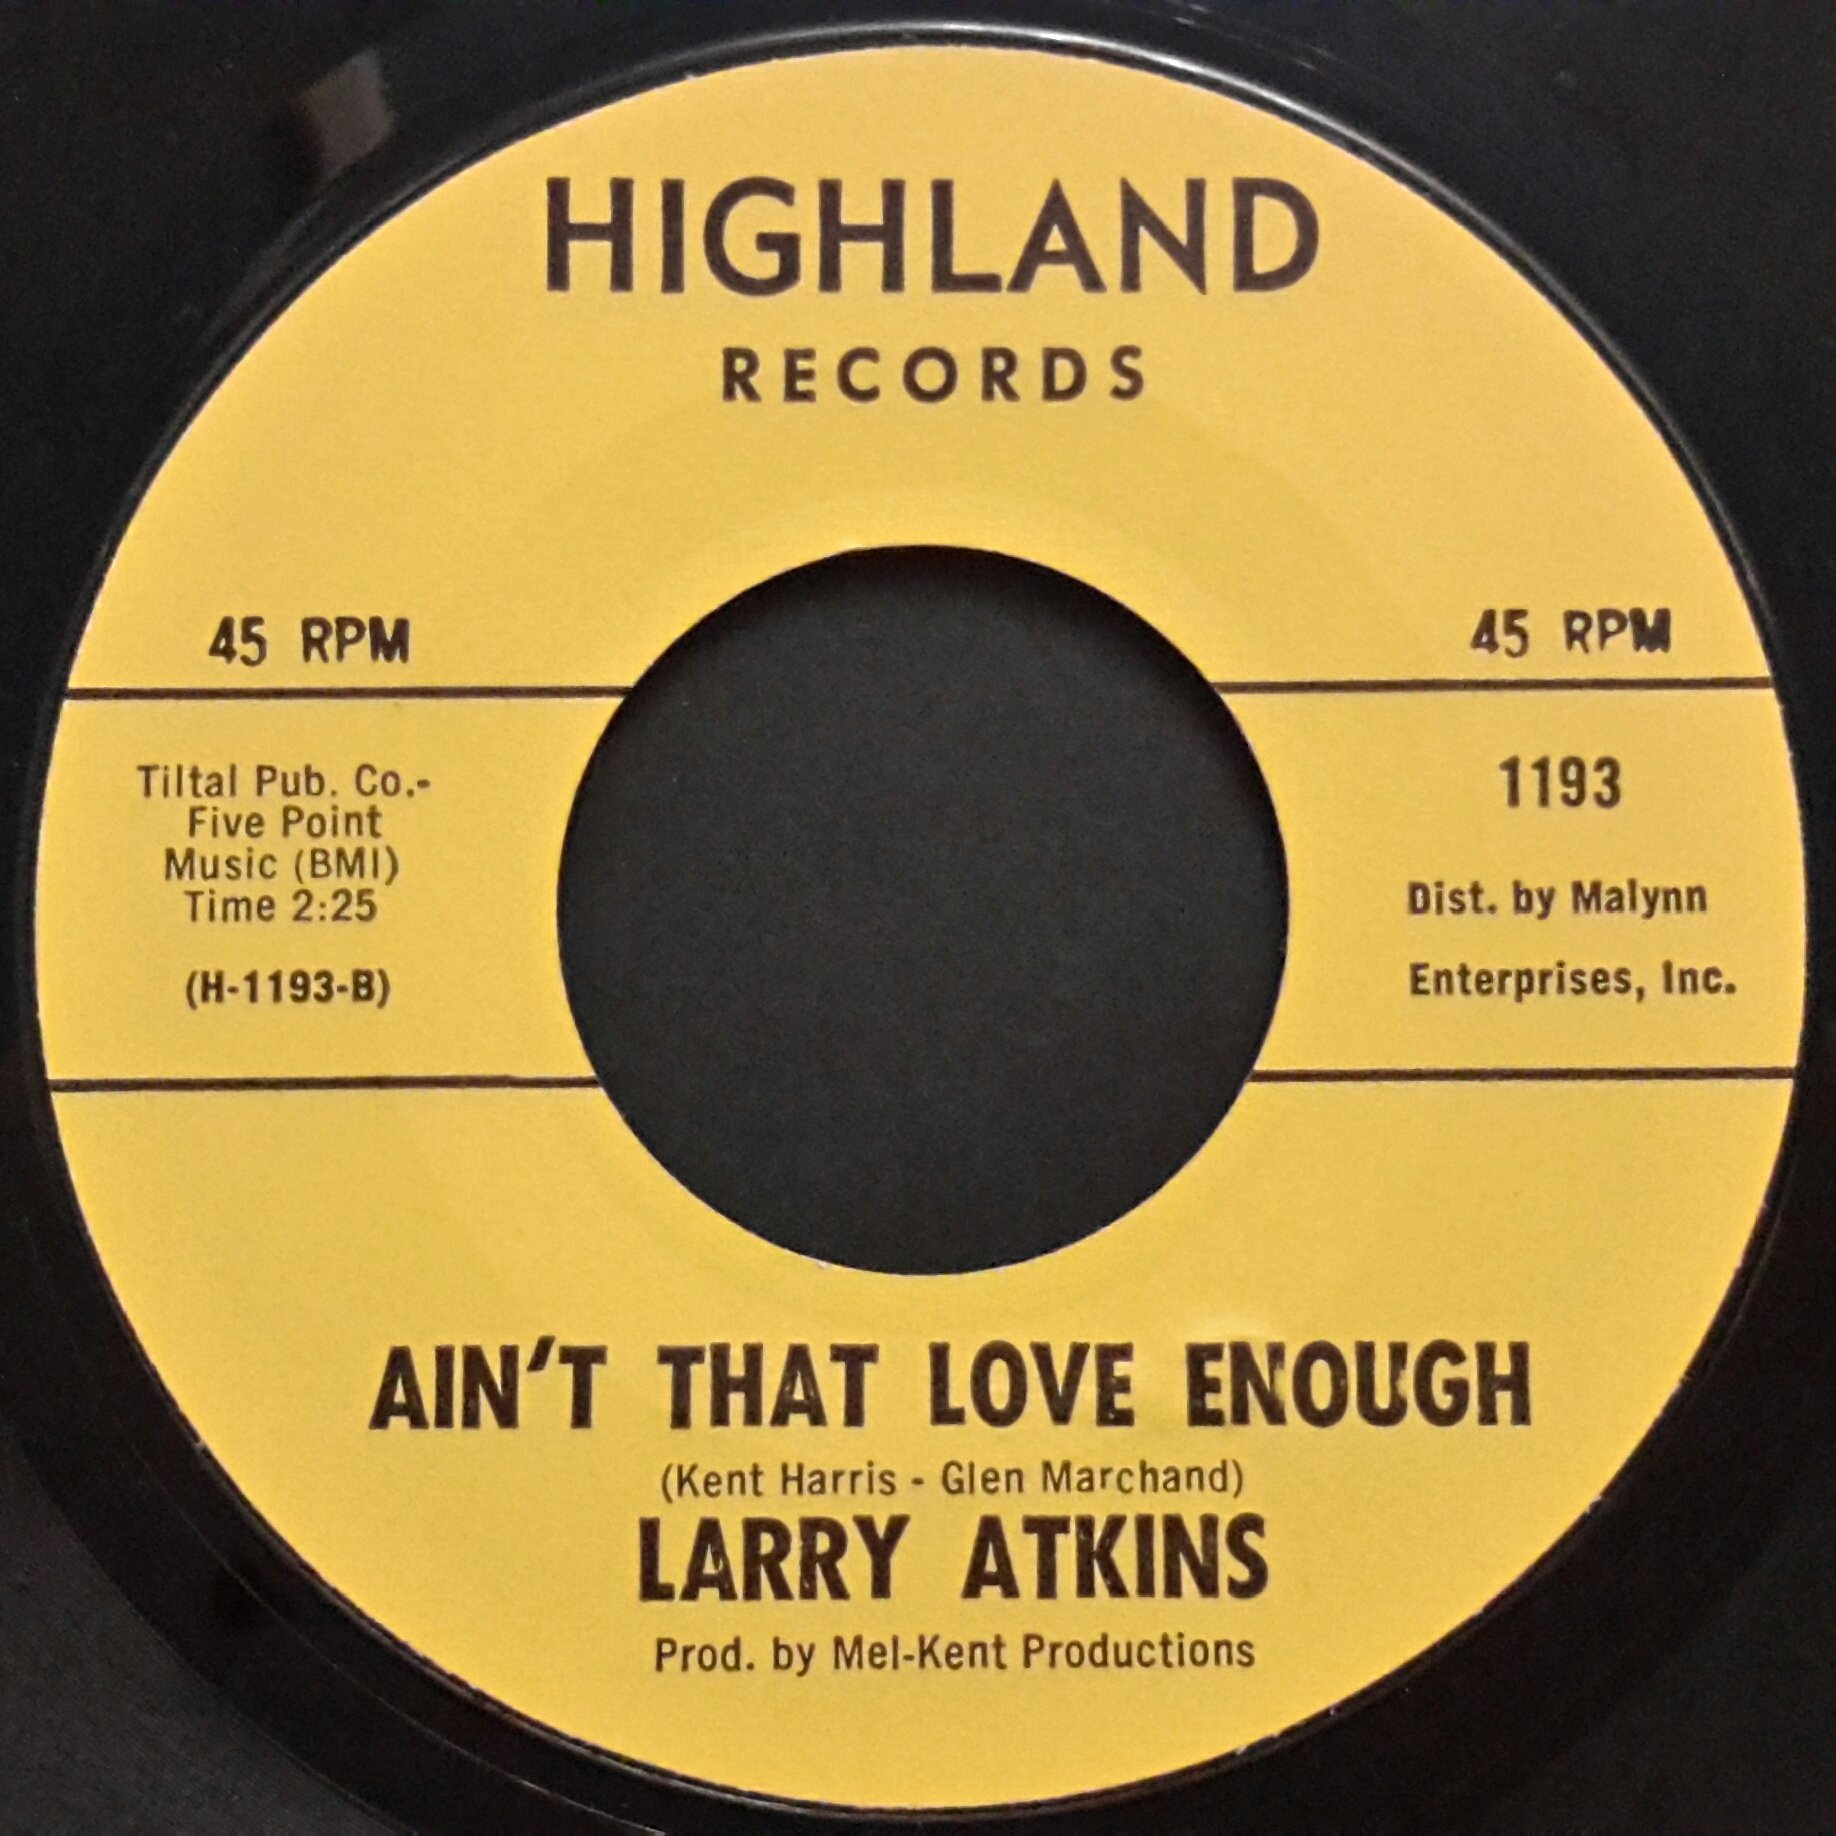 HIGHLAND
RECORDS
45 RPM
45 RPM
Tiltal Pub. Co.-
Five Point
Music (BMI)
Time 2:25
(H-1193-B)
1193
Dist. by Malynn
Enterprises, Inc.
AIN'T THAT LOVE ENOUGH
(Kent Harris - Glen Marchand)
LARRY ATKINS
Prod. by Mel-Kent Productions